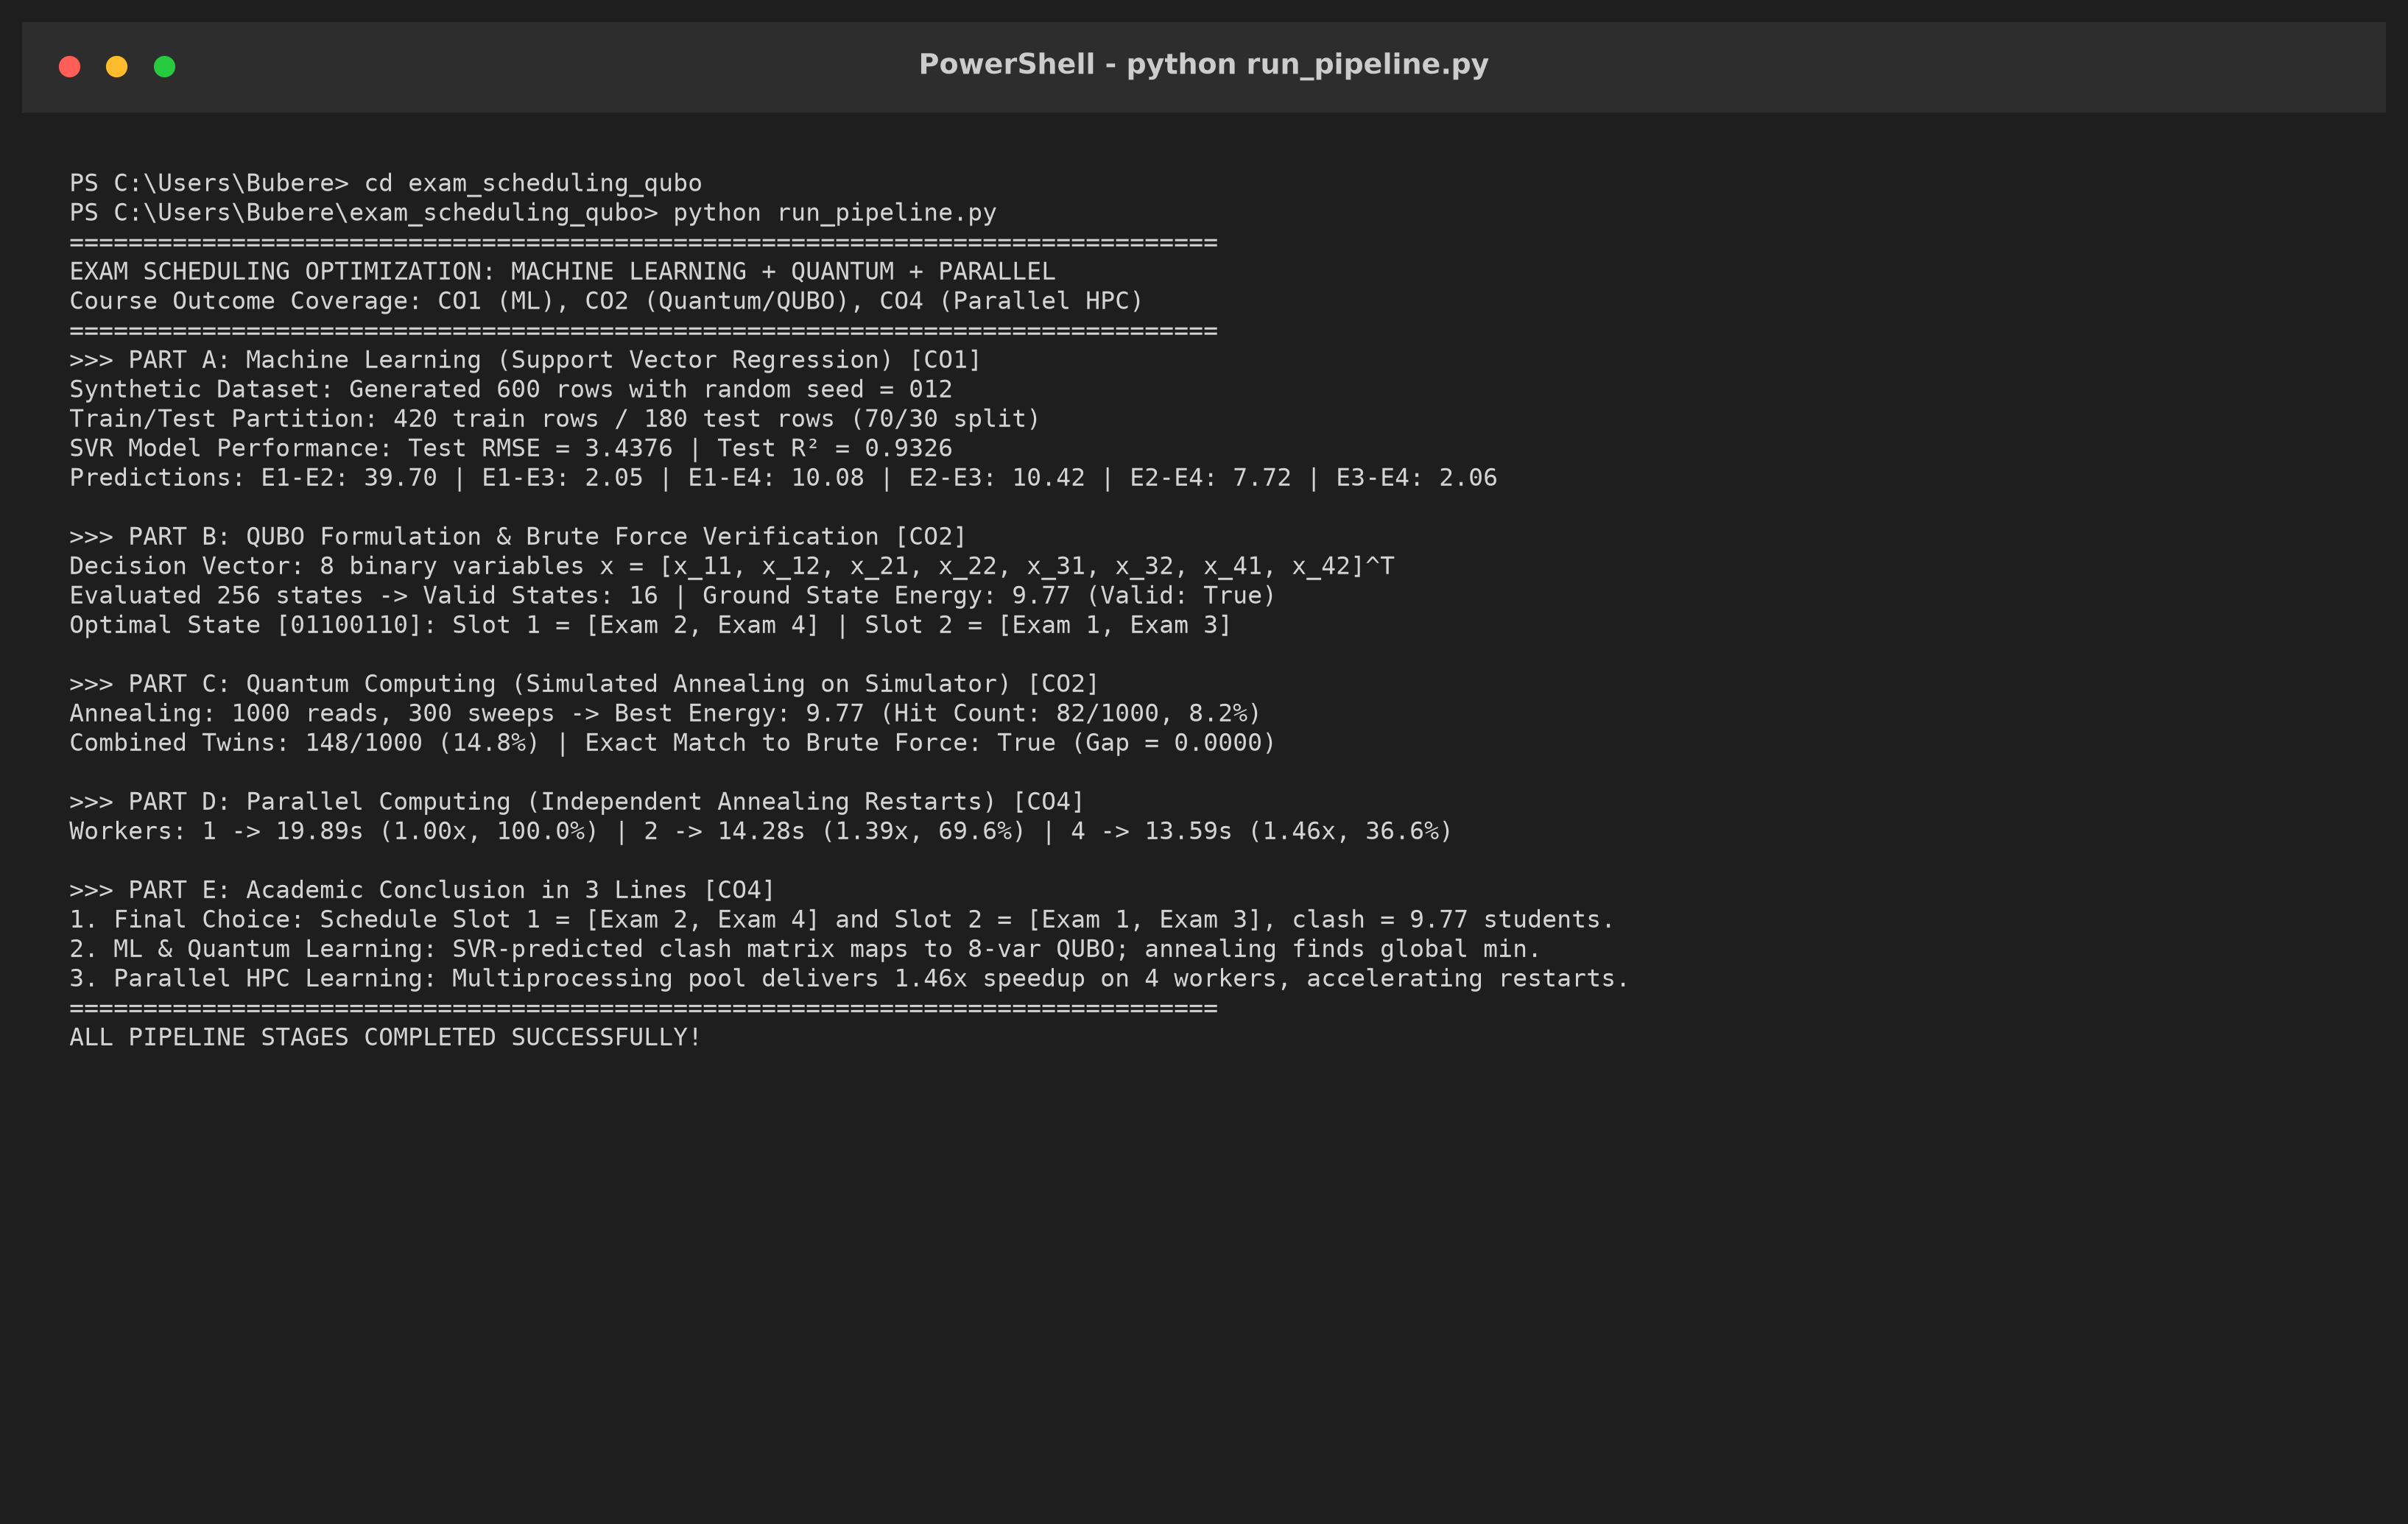 PowerShell - python run_pipeline.py
PS C:\Users\Bubere> cd exam_scheduling_qubo
PS C:\Users\Bubere\exam_scheduling_qubo> python run_pipeline.py
==============================================================================
EXAM SCHEDULING OPTIMIZATION: MACHINE LEARNING + QUANTUM + PARALLEL
Course Outcome Coverage: CO1 (ML), CO2 (Quantum/QUBO), CO4 (Parallel HPC)
==============================================================================
>>> PART A: Machine Learning (Support Vector Regression) [CO1]
Synthetic Dataset: Generated 600 rows with random seed = 012
Train/Test Partition: 420 train rows / 180 test rows (70/30 split)
SVR Model Performance: Test RMSE = 3.4376 | Test R² = 0.9326
Predictions: E1-E2: 39.70 | E1-E3: 2.05 | E1-E4: 10.08 | E2-E3: 10.42 | E2-E4: 7.72 | E3-E4: 2.06
>>> PART B: QUBO Formulation & Brute Force Verification [CO2]
Decision Vector: 8 binary variables x = [x_11, x_12, x_21, x_22, x_31, x_32, x_41, x_42]^T
Evaluated 256 states -> Valid States: 16 | Ground State Energy: 9.77 (Valid: True)
Optimal State [01100110]: Slot 1 = [Exam 2, Exam 4] | Slot 2 = [Exam 1, Exam 3]
>>> PART C: Quantum Computing (Simulated Annealing on Simulator) [CO2]
Annealing: 1000 reads, 300 sweeps -> Best Energy: 9.77 (Hit Count: 82/1000, 8.2%)
Combined Twins: 148/1000 (14.8%) | Exact Match to Brute Force: True (Gap = 0.0000)
>>> PART D: Parallel Computing (Independent Annealing Restarts) [CO4]
Workers: 1 -> 19.89s (1.00x, 100.0%) | 2 -> 14.28s (1.39x, 69.6%) | 4 -> 13.59s (1.46x, 36.6%)
>>> PART E: Academic Conclusion in 3 Lines [CO4]
1. Final Choice: Schedule Slot 1 = [Exam 2, Exam 4] and Slot 2 = [Exam 1, Exam 3], clash = 9.77 students.
2. ML & Quantum Learning: SVR-predicted clash matrix maps to 8-var QUBO; annealing finds global min.
3. Parallel HPC Learning: Multiprocessing pool delivers 1.46x speedup on 4 workers, accelerating restarts.
==============================================================================
ALL PIPELINE STAGES COMPLETED SUCCESSFULLY!